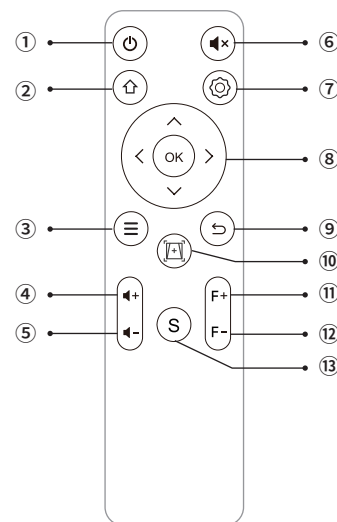 ① ⑥
② ⑦
OK ⑧
③ ⑨
⑩
④ + F+ ⑪
⑤ - S F- ⑫
⑬